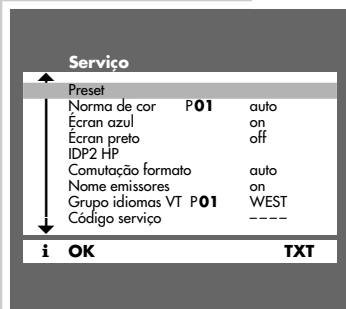 Serviço
Preset
Norma de cor P01 auto
Écran azul on
Écran preto off
IDP2 HP
Comutação formato auto
Nome emissores on
Grupo idiomas VT P01 WEST
Código serviço – – – –
i OK TXT